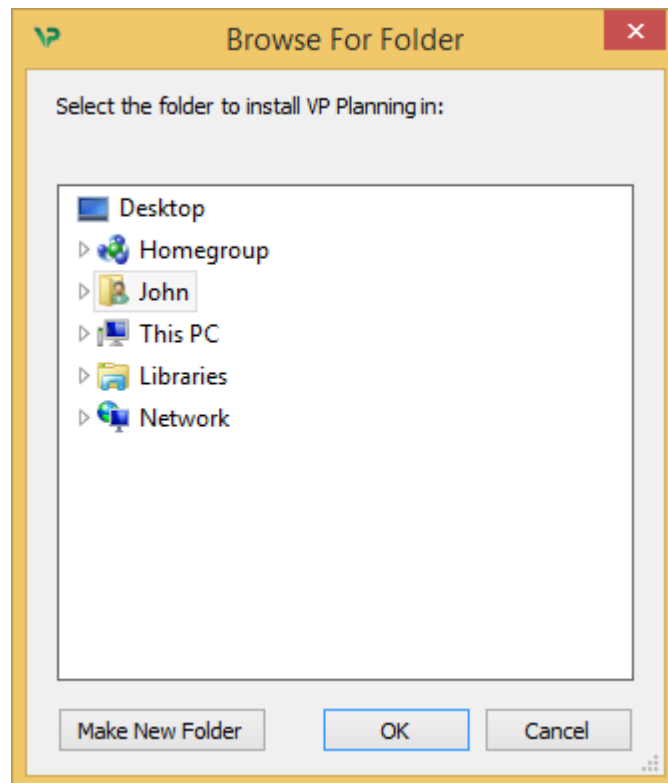 VP
Browse For Folder
Select the folder to install VP Planning in:
Desktop
Homegroup
John
This PC
Libraries
Network
Make New Folder
OK
Cancel